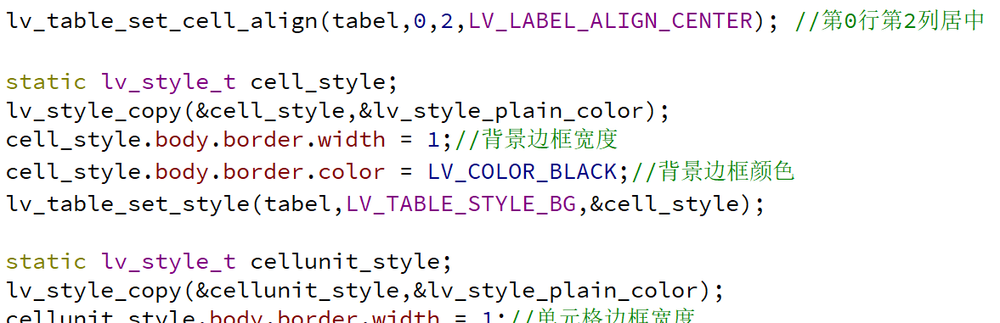 lv_table_set_cell_align(tabel,0,2,LV_LABEL_ALIGN_CENTER); //第0行第2列居中
static lv_style_t cell_style;
lv_style_copy(&cell_style,&lv_style_plain_color);
cell_style.body.border.width = 1;//背景边框宽度
cell_style.body.border.color = LV_COLOR_BLACK;//背景边框颜色
lv_table_set_style(tabel,LV_TABLE_STYLE_BG,&cell_style);
static lv_style_t cellunit_style;
lv_style_copy(&cellunit_style,&lv_style_plain_color);
cellunit_style.body.border.width = 1;//单元格边框宽度